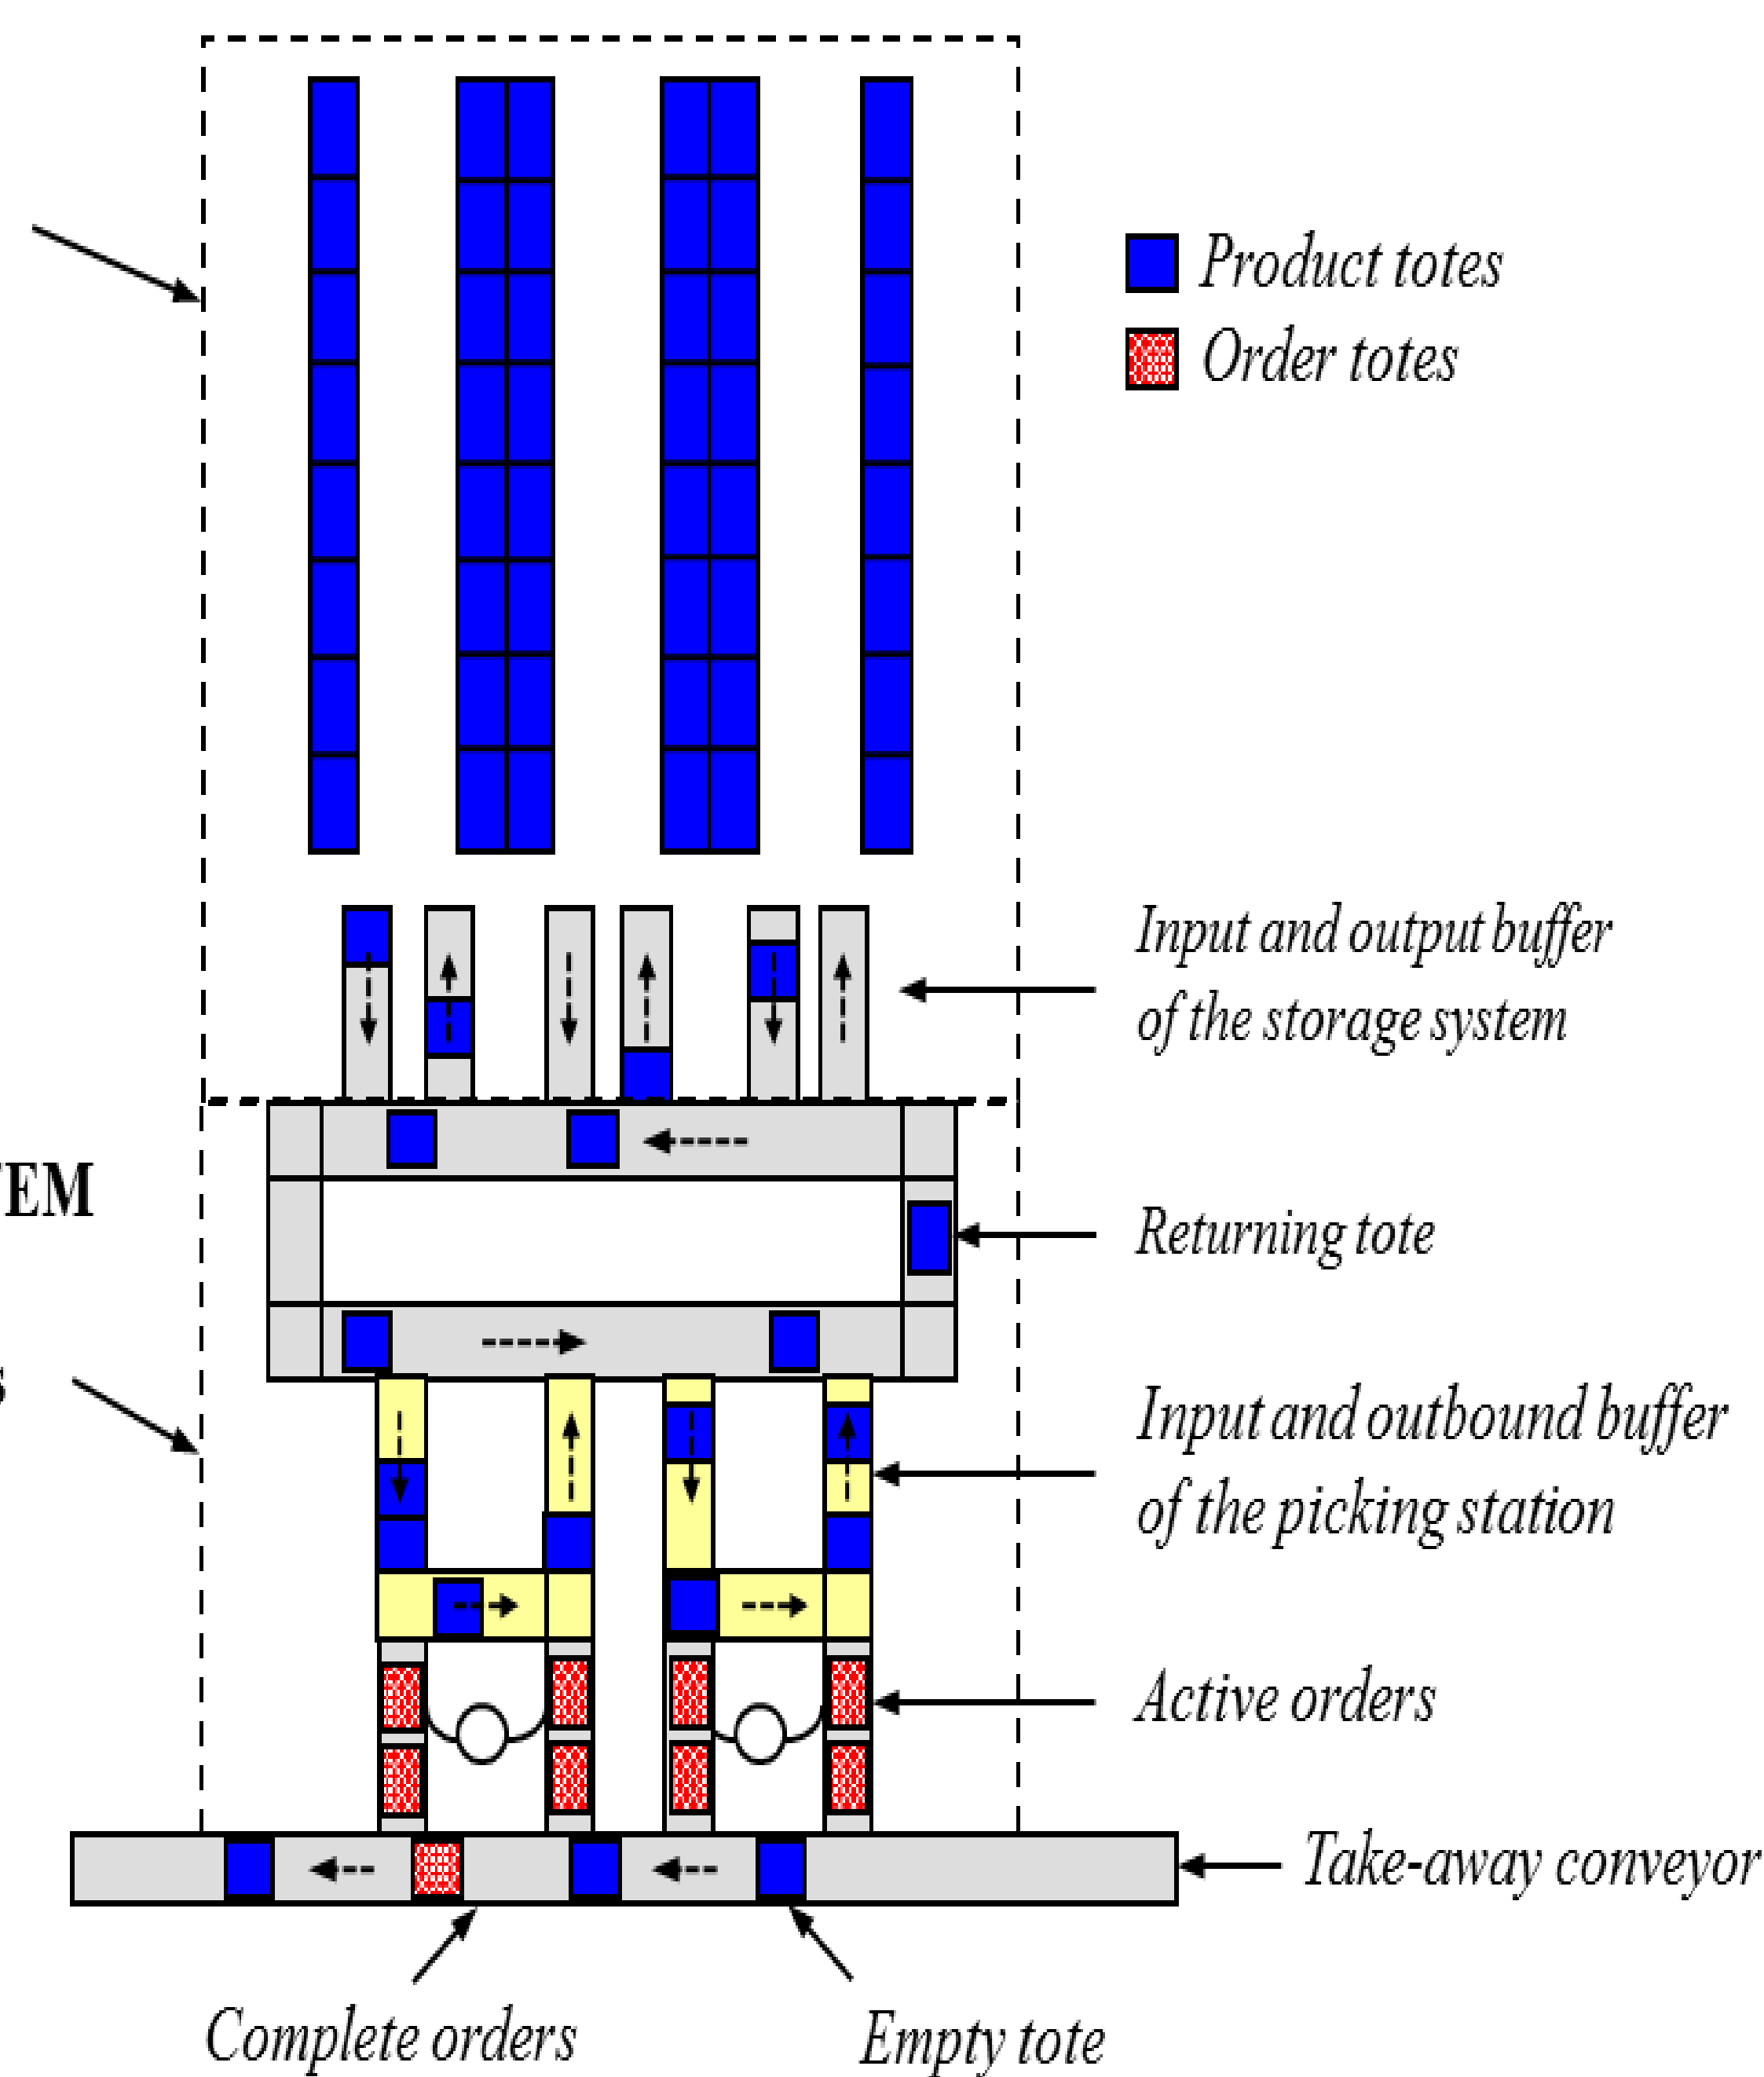 Product totes
Order totes
Input and output buffer
of the storage system
Returning tote
Input and outbound buffer
of the picking station
Active orders
Take-away conveyor
Complete orders
Empty tote